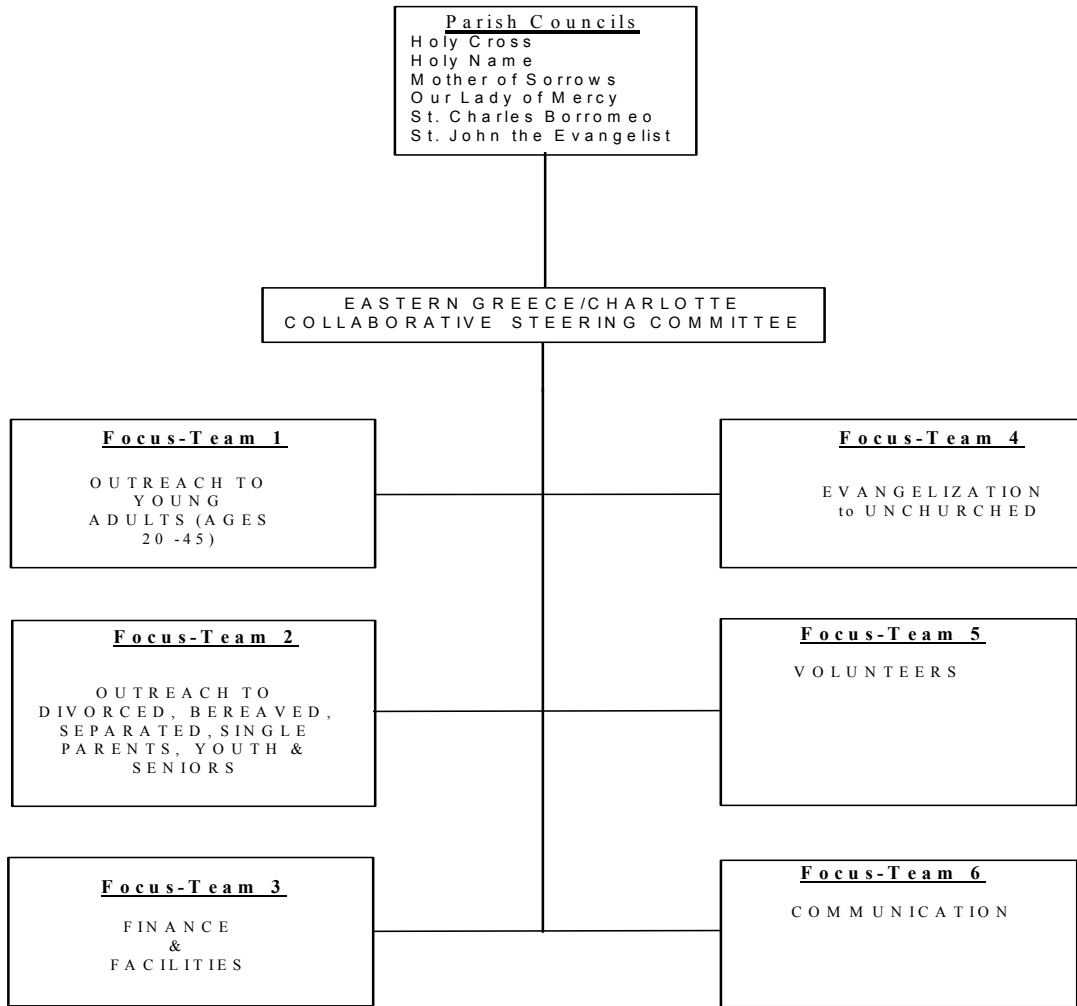 Parish Councils
Holy Cross
Holy Name
Mother of Sorrows
Our Lady of Mercy
St. Charles Borromeo
St. John the Evangelist
EASTERN GREECE/CHARLOTTE
COLLABORATIVE STEERING COMMITTEE
Focus-Team 1
OUTREACH TO
YOUNG
ADULTS (AGES
20 -45)
Focus-Team 4
EVANGELIZATION
to UNCHURCHED
Focus-Team 2
OUTREACH TO
DIVORCED, BEREAVED,
SEPARATED, SINGLE
PARENTS, YOUTH &
SENIORS
Focus-Team 5
VOLUNTEERS
Focus-Team 3
FINANCE
&
FACILITIES
Focus-Team 6
COMMUNICATION